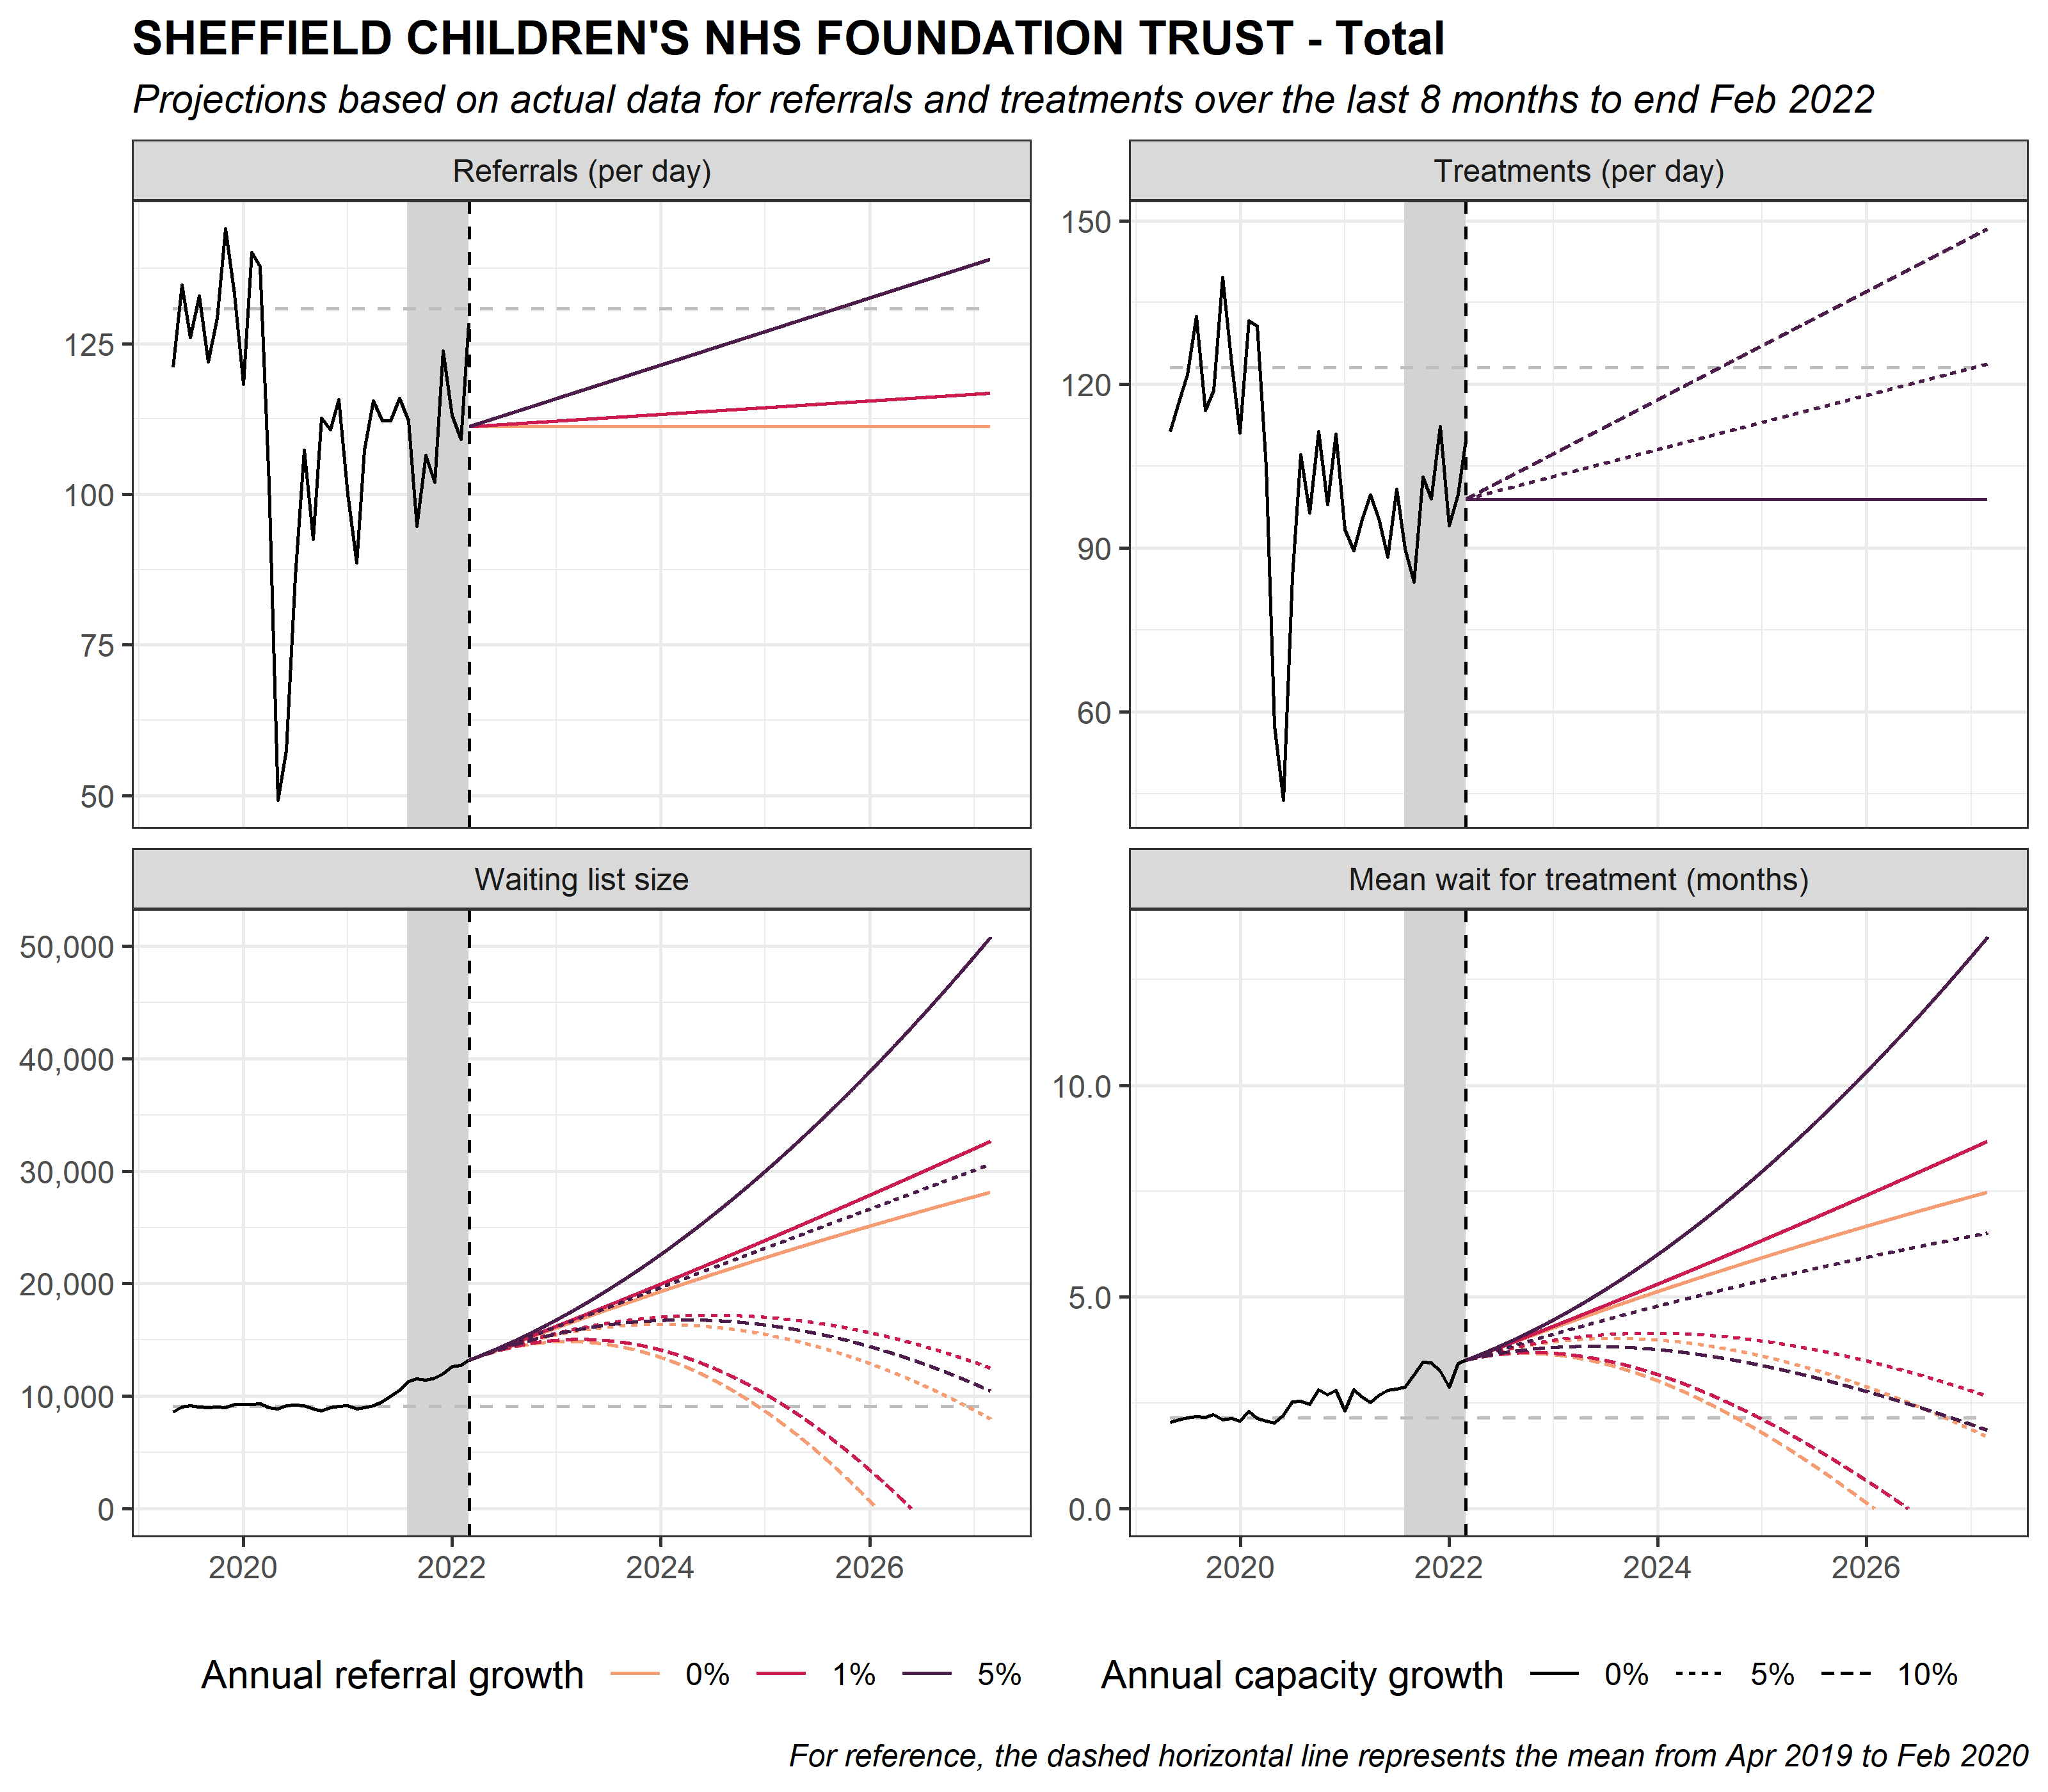 SHEFFIELD CHILDREN'S NHS FOUNDATION TRUST - Total
Projections based on actual data for referrals and treatments over the last 8 months to end Feb 2022
Referrals (per day)
125
100
75
50
Treatments (per day)
150
120
90
60
Waiting list size
50,000
40,000
30,000
20,000
10,000
0
2020 2022 2024 2026
Mean wait for treatment (months)
10.0
5.0
0.0
2020 2022 2024 2026
Annual referral growth 0% 1% 5%
Annual capacity growth 0% 5% 10%
For reference, the dashed horizontal line represents the mean from Apr 2019 to Feb 2020